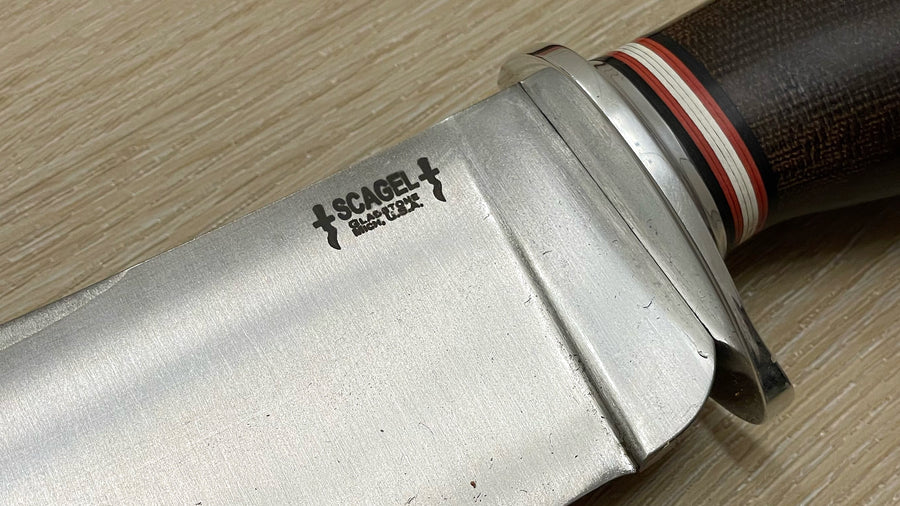 SCAGEL
GLADSTONE
MICH. U.S.A.